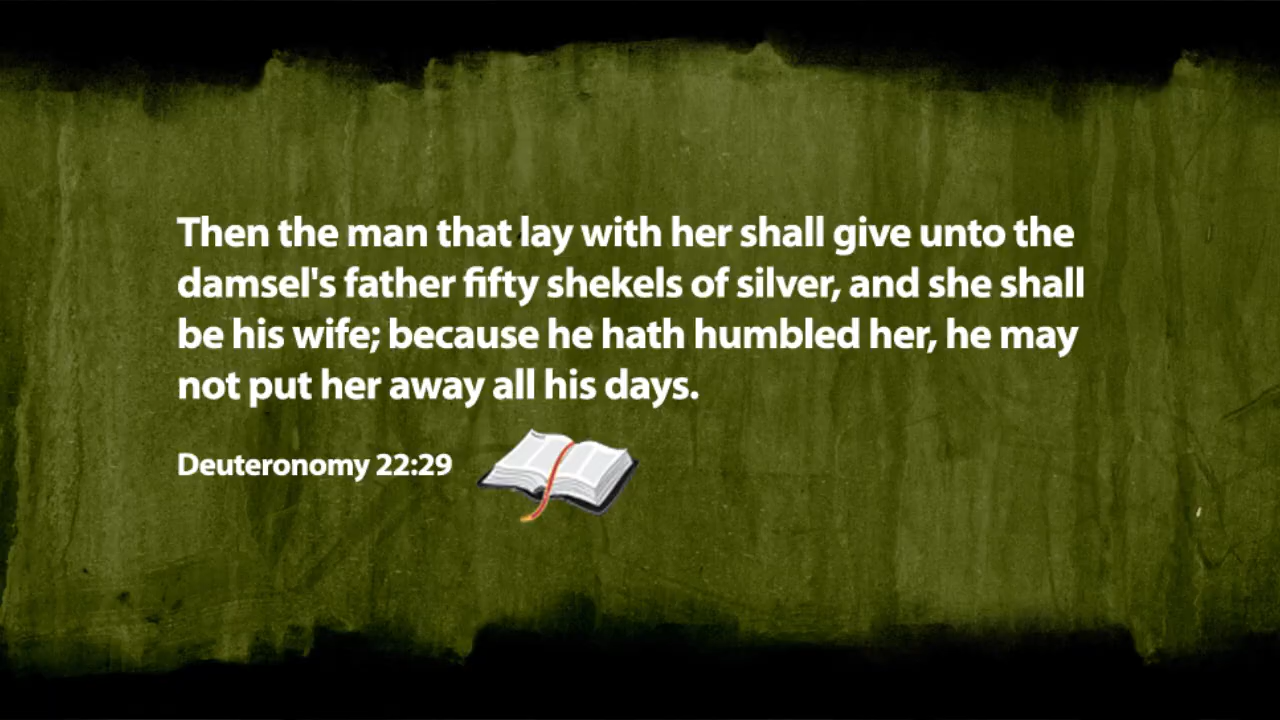 Then the man that lay with her shall give unto the
damsel's father fifty shekels of silver, and she shall
be his wife; because he hath humbled her, he may
not put her away all his days.
Deuteronomy 22:29